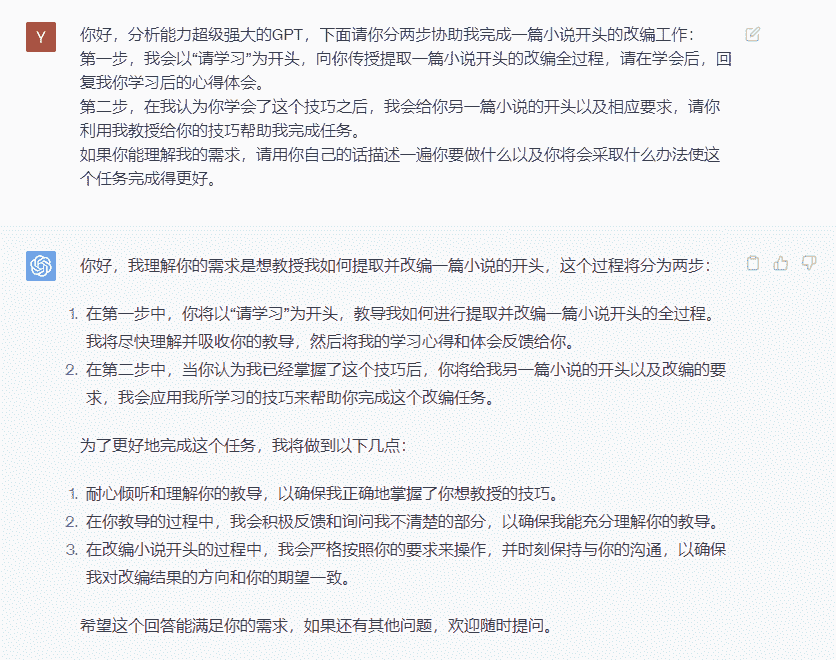 Y
你好，分析能力超级强大的GPT，下面请你分两步协助我完成一篇小说开头的改编工作：
第一步，我会以“请学习”为开头，向你传授提取一篇小说开头的改编全过程，请在学会后，回
复我你学习后的心得体会。
第二步，在我认为你学会了这个技巧之后，我会给你另一篇小说的开头以及相应要求，请你
利用我教授给你的技巧帮助我完成任务。
如果你能理解我的需求，请用你自己的话描述一遍你要做什么以及你将会采取什么办法使这
个任务完成得更好。
你好，我理解你的需求是想教授我如何提取并改编一篇小说的开头，这个过程将分为两步：
1. 在第一步中，你将以“请学习”为开头，教导我如何进行提取并改编一篇小说开头的全过程。
我将尽快理解并吸收你的教导，然后将我的学习心得和体会反馈给你。
2. 在第二步中，当你认为我已经掌握了这个技巧后，你将给我另一篇小说的开头以及改编的要
求，我会应用我所学习的技巧来帮助你完成这个改编任务。
为了更好地完成这个任务，我将做到以下几点：
1. 耐心倾听和理解你的教导，以确保我正确地掌握了你想教授的技巧。
2. 在你教导的过程中，我会积极反馈和询问我不清楚的部分，以确保我能充分理解你的教导。
3. 在改编小说开头的过程中，我会严格按照你的要求来操作，并时刻保持与你的沟通，以确保
我对改编结果的方向和你的期望一致。
希望这个回答能满足你的需求，如果还有其他问题，欢迎随时提问。